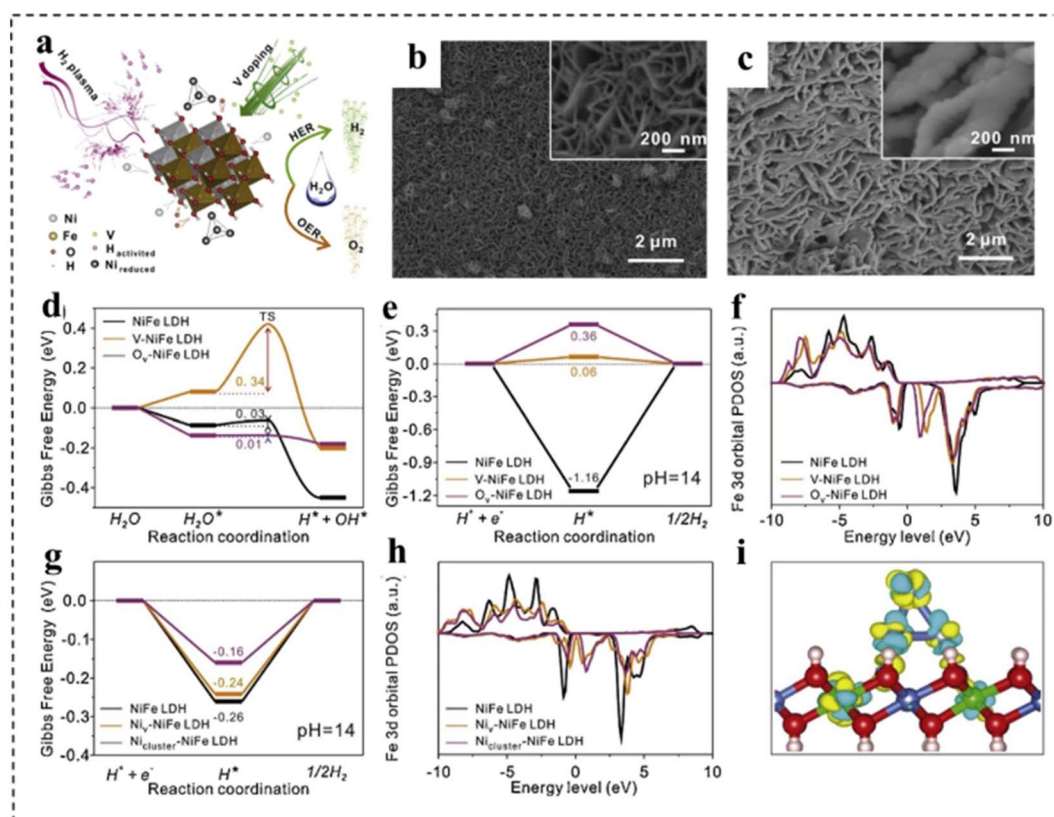 a
H₂ plasma
V doping
HER
H₂
H₂O
OER
O₂
Ni
Fe
V
O
H_activited
H
Ni_reduced
b
200 nm
2 μm
c
200 nm
2 μm
d
Gibbs Free Energy (eV)
0.4
0.2
0.0
-0.2
-0.4
NiFe LDH
V-NiFe LDH
Oᵥ-NiFe LDH
TS
0.34
0.03
0.01
H₂O
H₂O*
H* + OH*
Reaction coordination
e
Gibbs Free Energy (eV)
0.3
0.0
-0.3
-0.6
-0.9
-1.2
0.36
0.06
-1.16
NiFe LDH
V-NiFe LDH
Oᵥ-NiFe LDH
pH=14
H⁺ + e⁻
H*
1/2H₂
Reaction coordination
f
Fe 3d orbital PDOS (a.u.)
NiFe LDH
V-NiFe LDH
Oᵥ-NiFe LDH
-10 -5 0 5 10
Energy level (eV)
g
Gibbs Free Energy (eV)
0.0
-0.1
-0.2
-0.3
-0.4
-0.16
-0.24
-0.26
NiFe LDH
Niᵥ-NiFe LDH
Ni_cluster-NiFe LDH
pH=14
H⁺ + e⁻
H*
1/2H₂
Reaction coordination
h
Fe 3d orbital PDOS (a.u.)
NiFe LDH
Niᵥ-NiFe LDH
Ni_cluster-NiFe LDH
-10 -5 0 5 10
Energy level (eV)
i